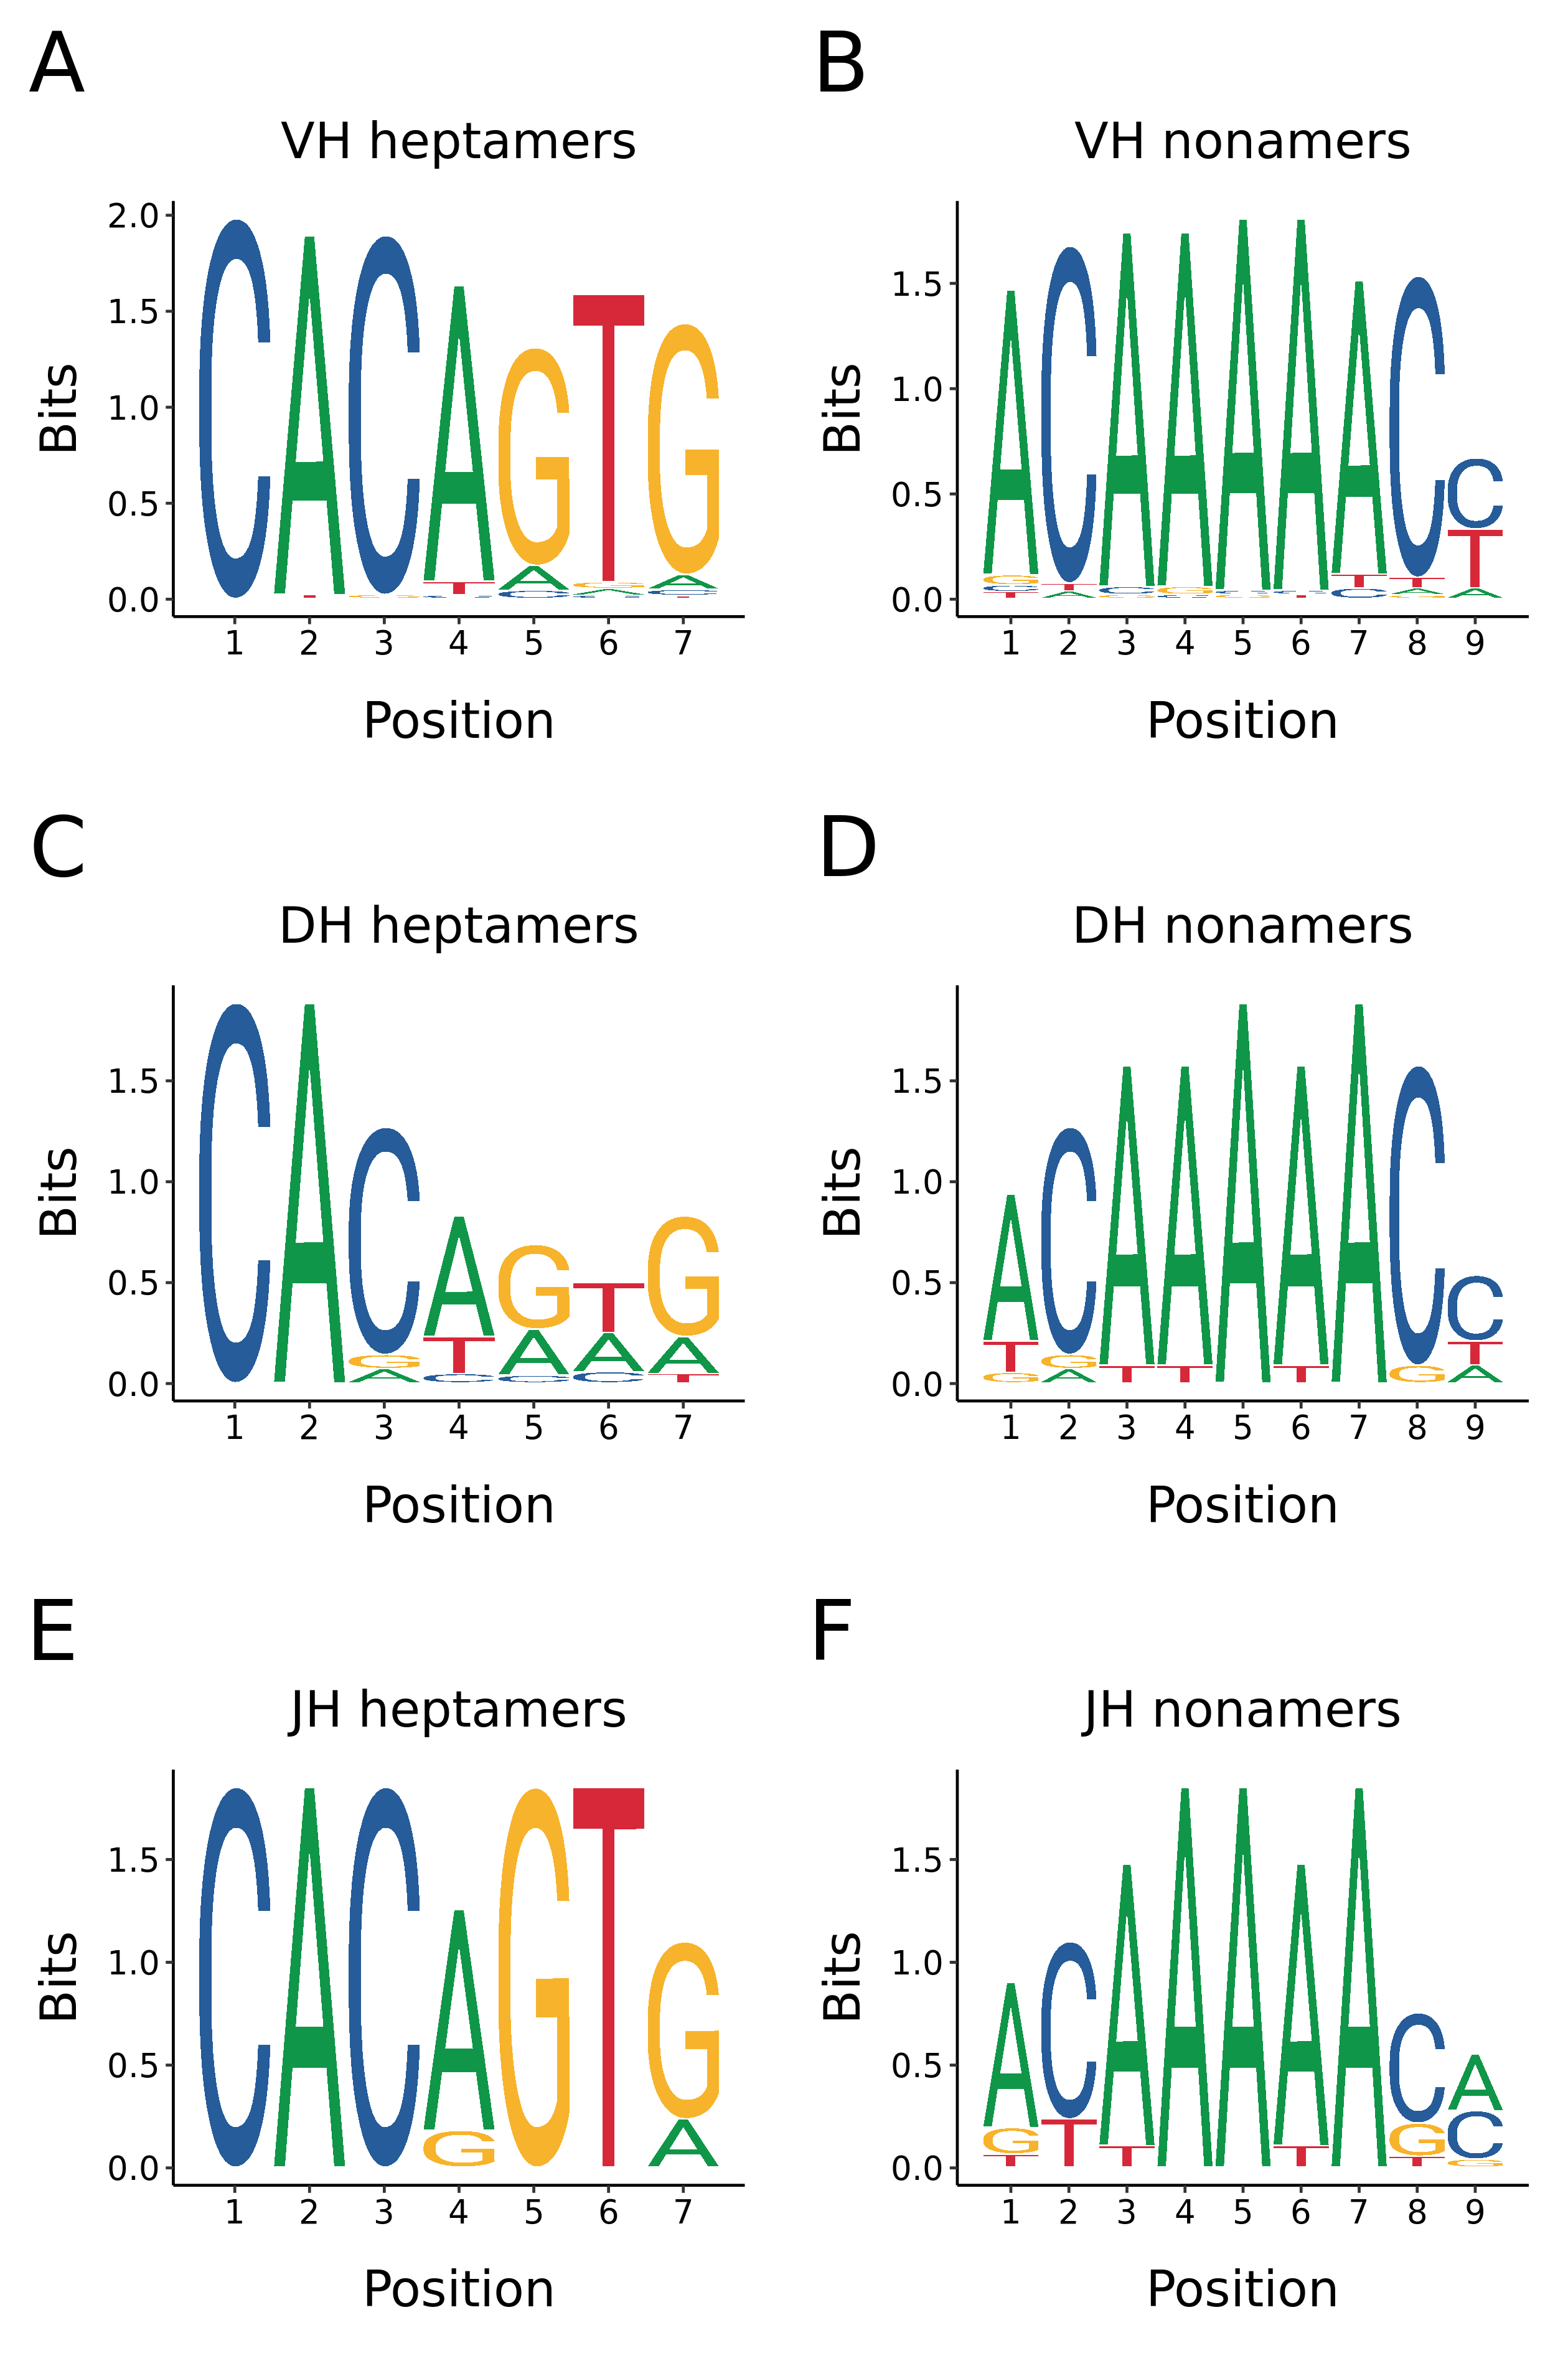 A
VH heptamers
2.0
1.5
1.0
0.5
0.0
Bits
CACAGTG
1 2 3 4 5 6 7
Position
B
VH nonamers
1.5
1.0
0.5
0.0
Bits
ACAAAAACC
1 2 3 4 5 6 7 8 9
Position
C
DH heptamers
1.5
1.0
0.5
0.0
Bits
CACAGTG
GTAAA
1 2 3 4 5 6 7
Position
D
DH nonamers
1.5
1.0
0.5
0.0
Bits
ACAAAAACC
TGTTTGT
GAA
1 2 3 4 5 6 7 8 9
Position
E
JH heptamers
1.5
1.0
0.5
0.0
Bits
CACAGTG
GA
1 2 3 4 5 6 7
Position
F
JH nonamers
1.5
1.0
0.5
0.0
Bits
ACAAAAACA
GTTTGC
TTG
1 2 3 4 5 6 7 8 9
Position